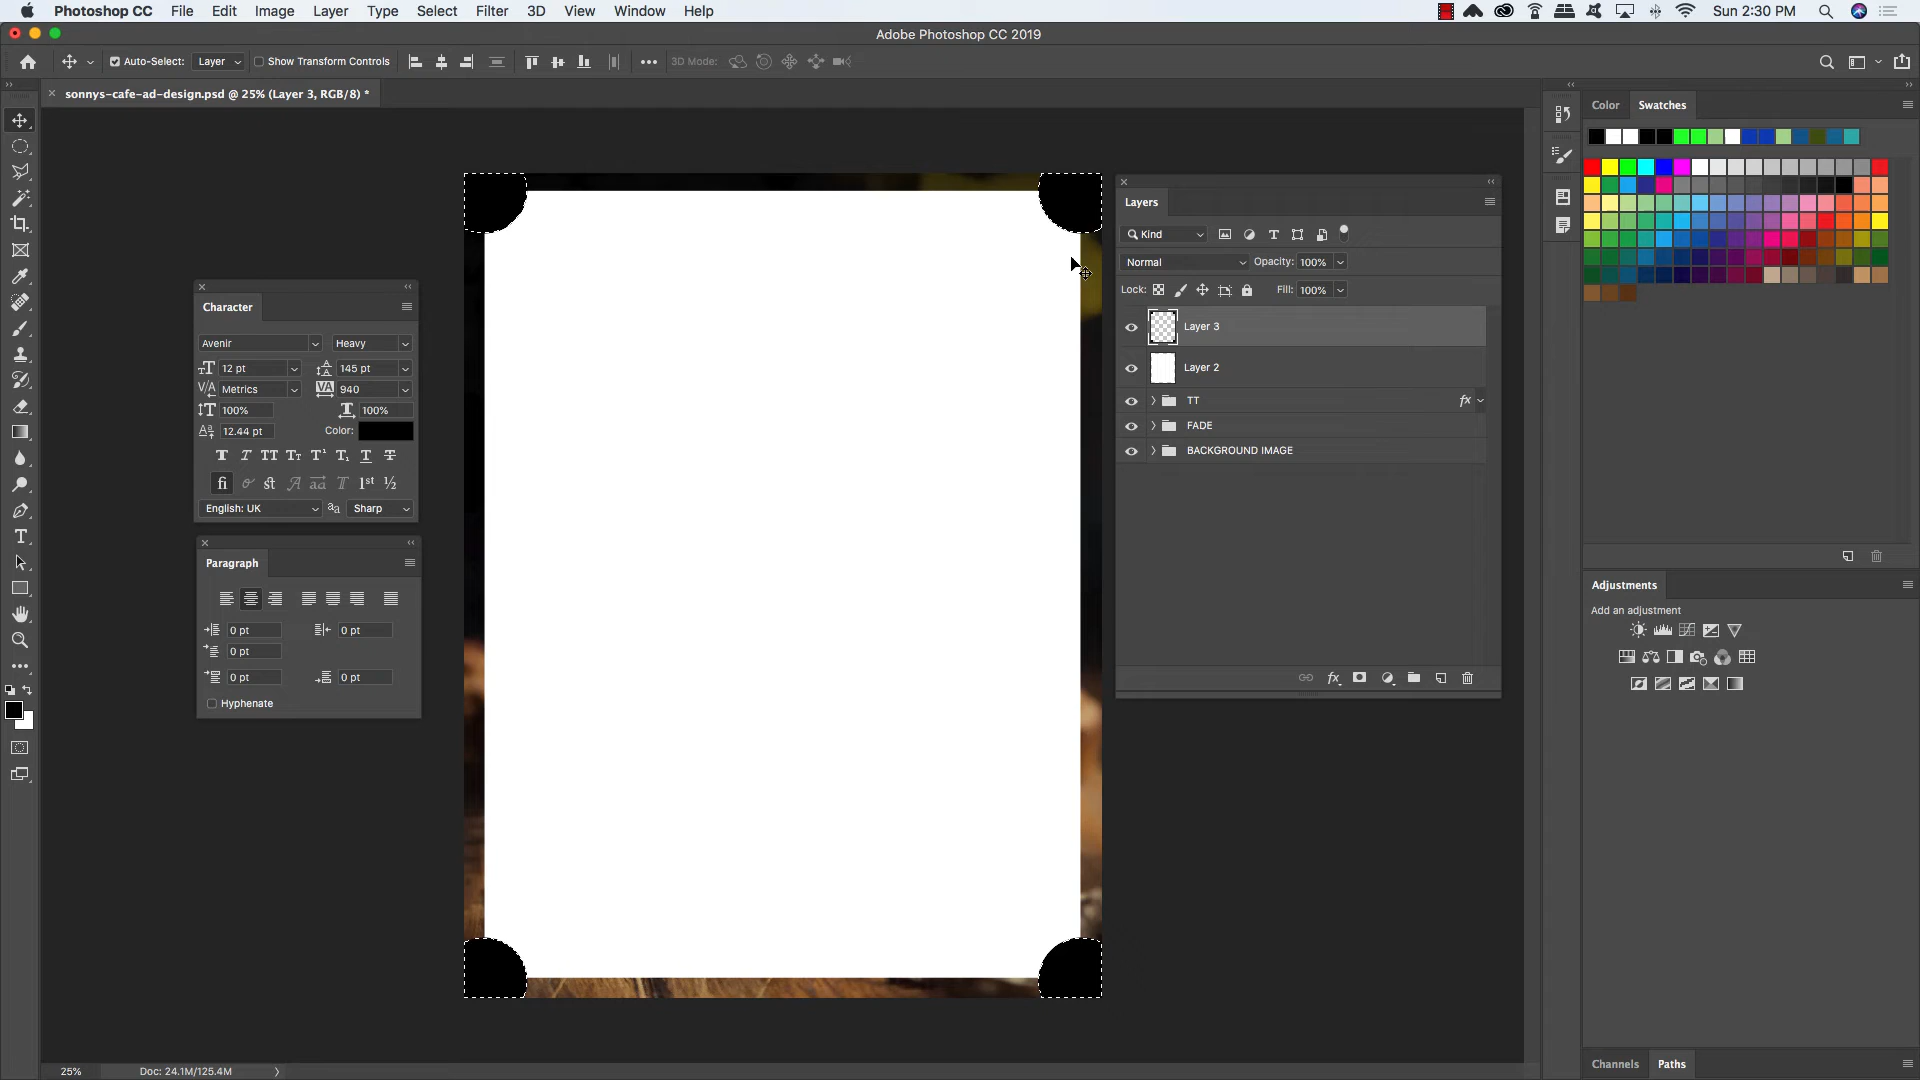 Photoshop CC File Edit Image Layer Type Select Filter 3D View Window Help Sun 2:30 PM
Adobe Photoshop CC 2019
Auto-Select: Layer Show Transform Controls 3D Mode:
sonnys-cafe-ad-design.psd @ 25% (Layer 3, RGB/8) *
Character
Avenir Heavy
12 pt 145 pt
Metrics 940
100% 100%
12.44 pt Color:
English: UK Sharp
Paragraph
0 pt 0 pt
0 pt
0 pt 0 pt
Hyphenate
Layers
Kind
Normal Opacity: 100%
Lock: Fill: 100%
Layer 3
Layer 2
TT fx
FADE
BACKGROUND IMAGE
Color Swatches
Adjustments
Add an adjustment
Channels Paths
25% Doc: 24.1M/125.4M